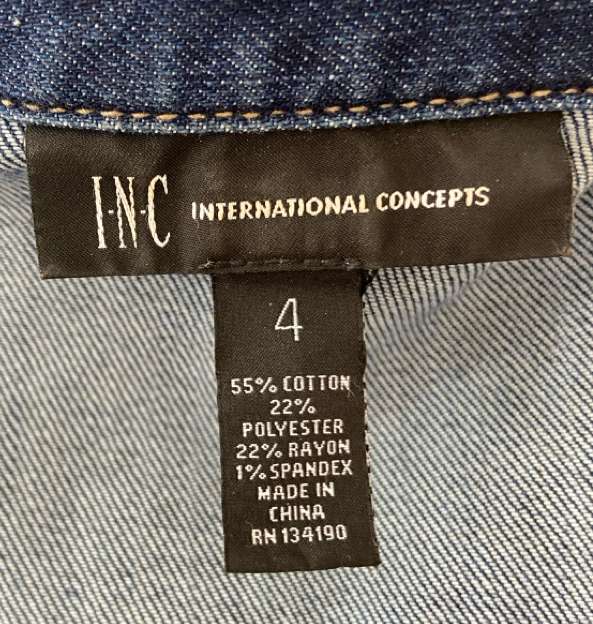 I·N·C INTERNATIONAL CONCEPTS
4
55% COTTON
22%
POLYESTER
22% RAYON
1% SPANDEX
MADE IN
CHINA
RN 134190